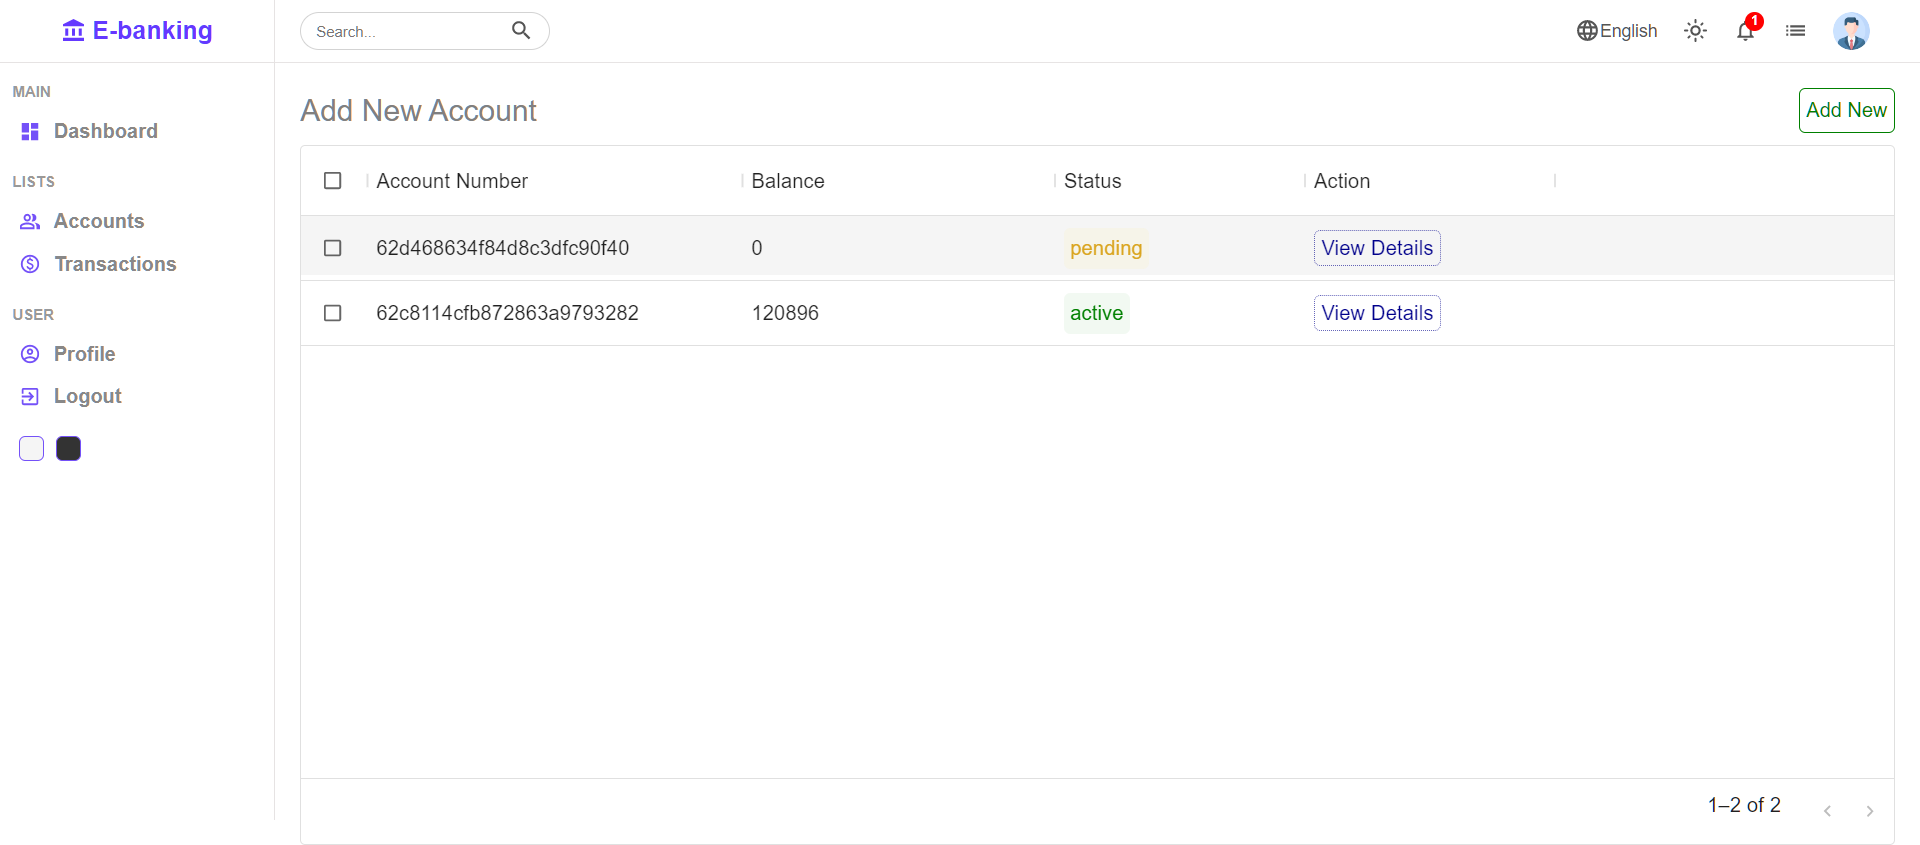 E-banking
Search...
English
1
MAIN
Dashboard
LISTS
Accounts
Transactions
USER
Profile
Logout
Add New Account
Add New
Account Number Balance Status Action
62d468634f84d8c3dfc90f40 0 pending View Details
62c8114cfb872863a9793282 120896 active View Details
1–2 of 2